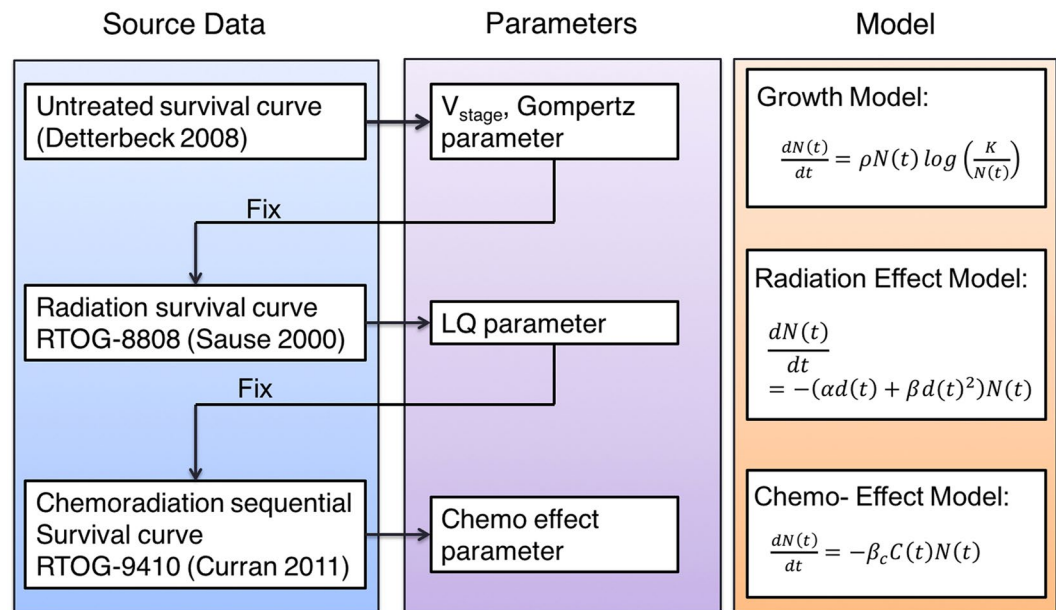 Source Data
Parameters
Model
Untreated survival curve
(Detterbeck 2008)
V_stage, Gompertz
parameter
Growth Model:
dN(t)/dt = ρN(t) log (K/N(t))
Fix
Radiation survival curve
RTOG-8808 (Sause 2000)
LQ parameter
Radiation Effect Model:
dN(t)/dt
= −(αd(t) + βd(t)²)N(t)
Fix
Chemoradiation sequential
Survival curve
RTOG-9410 (Curran 2011)
Chemo effect
parameter
Chemo- Effect Model:
dN(t)/dt = −β_c C(t)N(t)